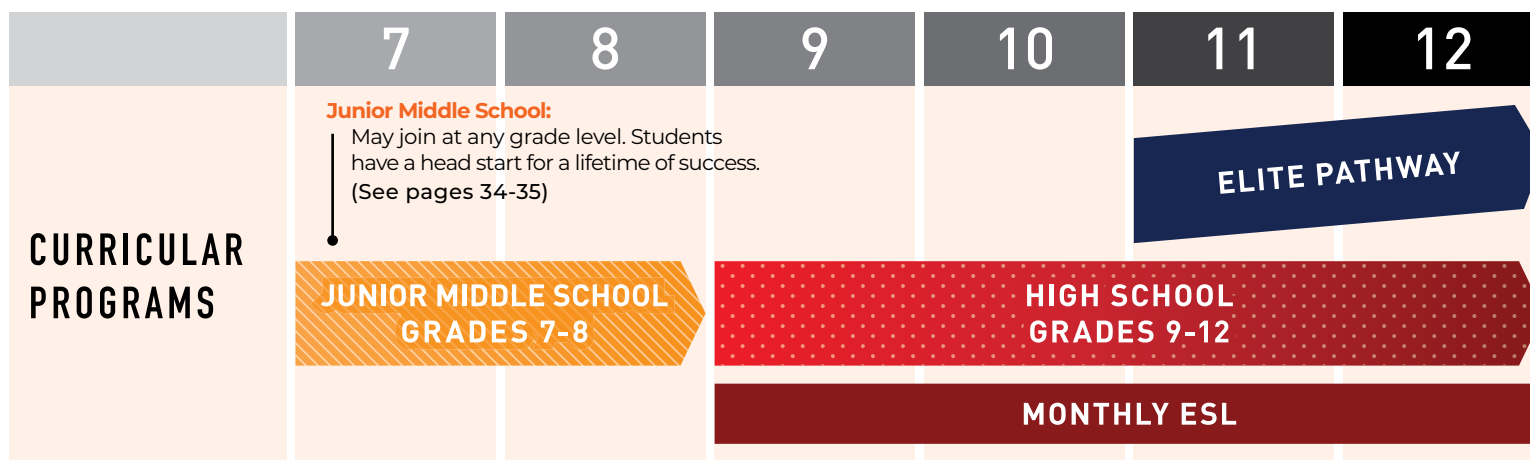 7 8 9 10 11 12
Junior Middle School:
May join at any grade level. Students
have a head start for a lifetime of success.
(See pages 34-35)
ELITE PATHWAY
CURRICULAR
PROGRAMS
JUNIOR MIDDLE SCHOOL
GRADES 7-8
HIGH SCHOOL
GRADES 9-12
MONTHLY ESL